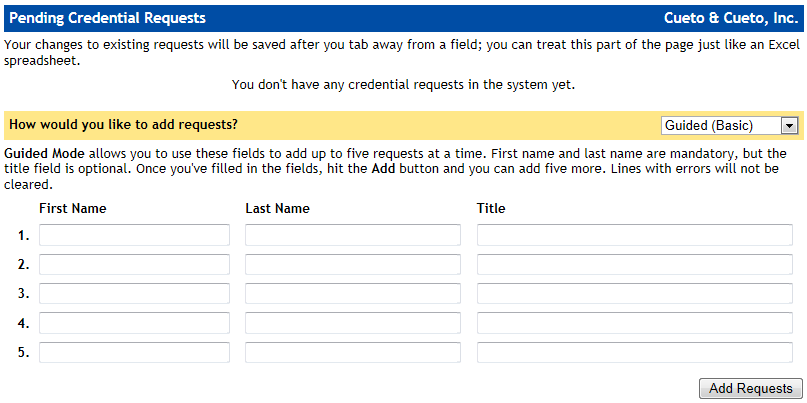 Pending Credential Requests Cueto & Cueto, Inc.
Your changes to existing requests will be saved after you tab away from a field; you can treat this part of the page just like an Excel
spreadsheet.
You don't have any credential requests in the system yet.
How would you like to add requests? Guided (Basic)
Guided Mode allows you to use these fields to add up to five requests at a time. First name and last name are mandatory, but the
title field is optional. Once you've filled in the fields, hit the Add button and you can add five more. Lines with errors will not be
cleared.
First Name Last Name Title
1.
2.
3.
4.
5.
Add Requests